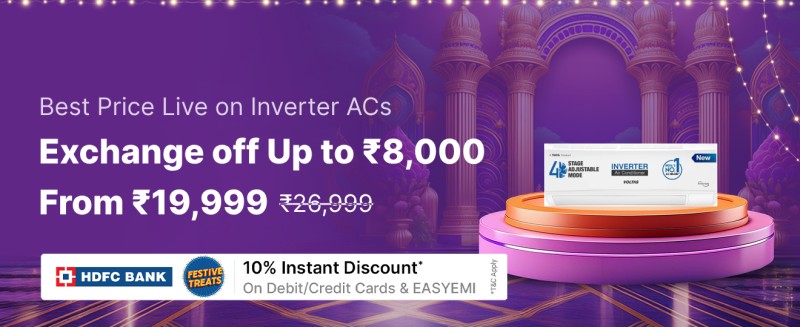 Best Price Live on Inverter ACs
Exchange off Up to ₹8,000
From ₹19,999 ₹26,999
HDFC BANK
FESTIVE
TREATS
10% Instant Discount*
On Debit/Credit Cards & EASYEMI
*T&C Apply
4
STAGE
ADJUSTABLE
MODE
INVERTER
Air Conditioner
VOLTAS
NO.1
New